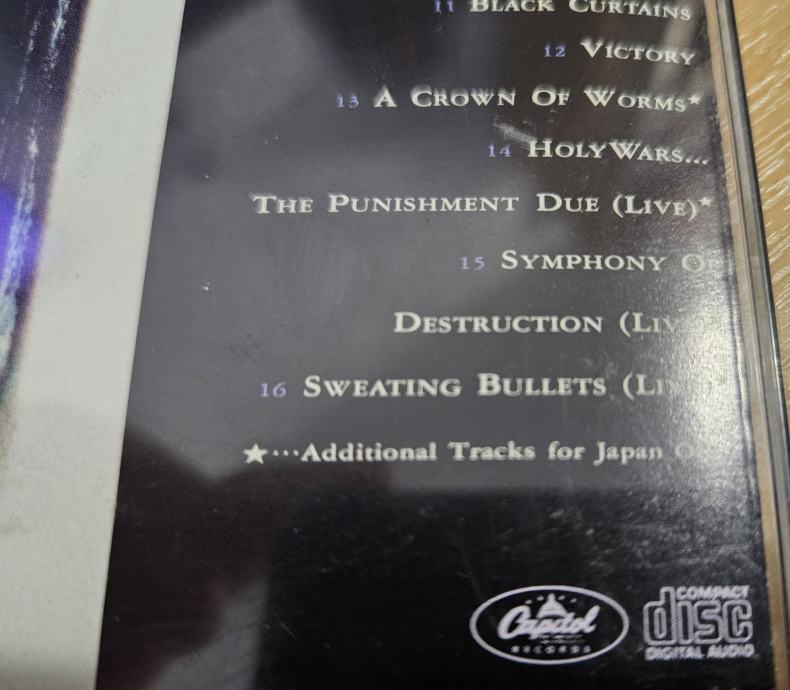 11 Black Curtains
12 Victory
13 A Crown Of Worms★
14 Holy Wars...
The Punishment Due (Live)★
15 Symphony
Destruction
16 Sweating Bullets
★···Additional Tracks for Japan
Capitol
RECORDS
COMPACT
disc
DIGITAL AUDIO